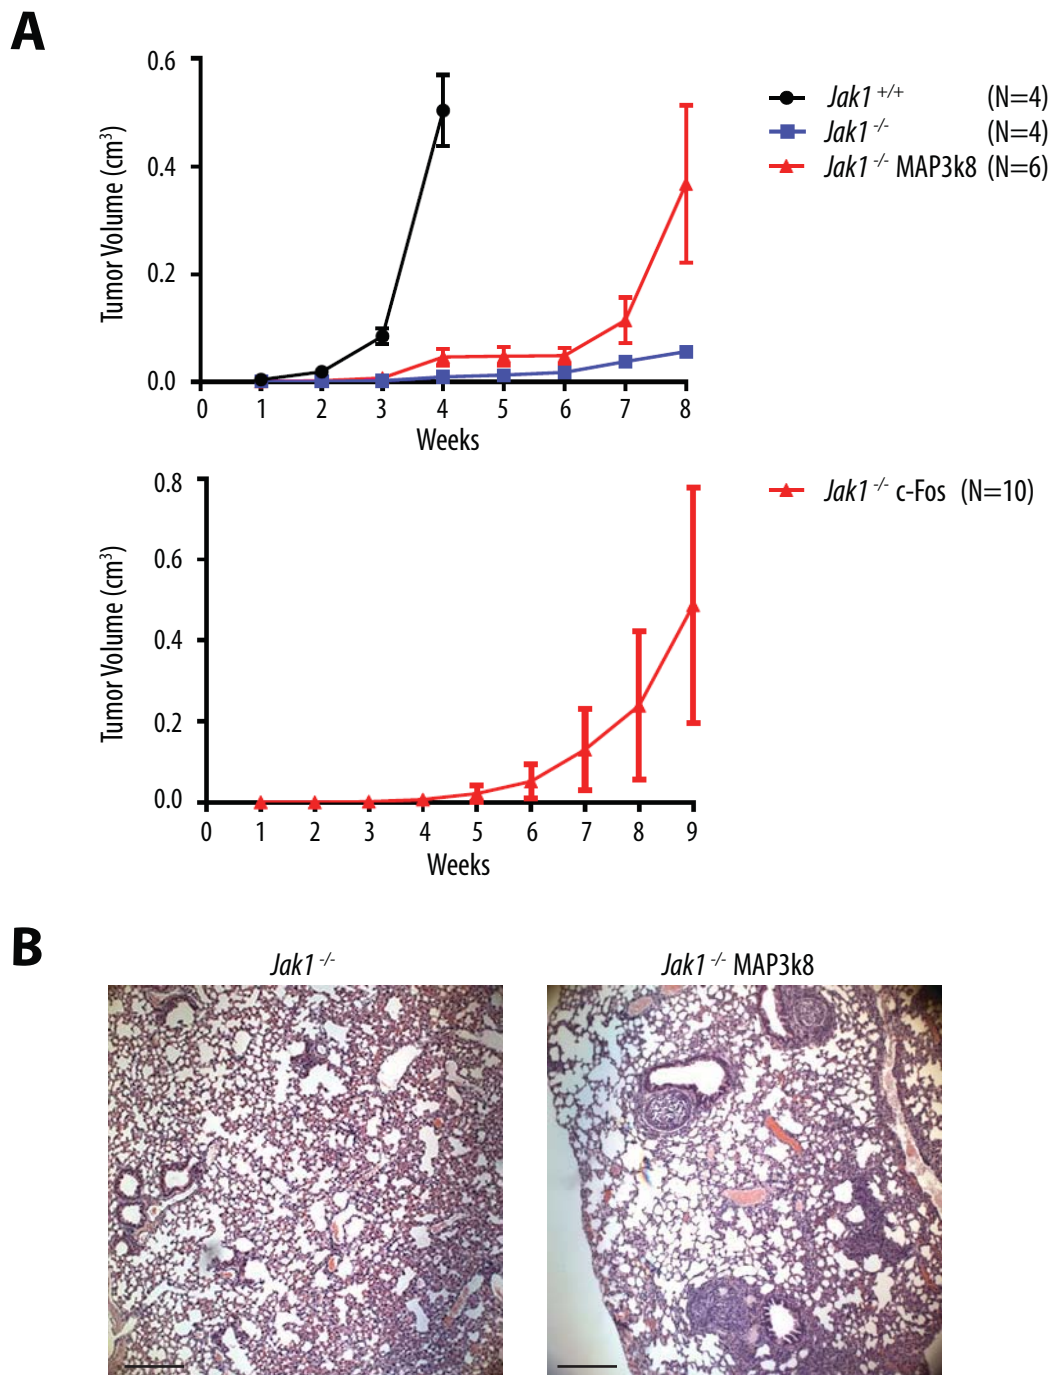 A
0.6
0.4
0.2
0.0
Tumor Volume (cm³)
0 1 2 3 4 5 6 7 8
Weeks
Jak1 +/+ (N=4)
Jak1 -/- (N=4)
Jak1 -/- MAP3k8 (N=6)
0.8
0.6
0.4
0.2
0.0
Tumor Volume (cm³)
0 1 2 3 4 5 6 7 8 9
Weeks
Jak1 -/- c-Fos (N=10)
B
Jak1 -/-
Jak1 -/- MAP3k8